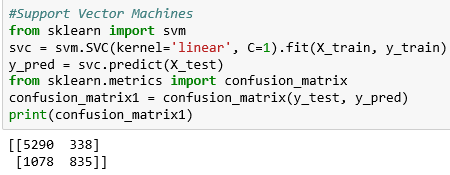 #Support Vector Machines
from sklearn import svm
svc = svm.SVC(kernel='linear', C=1).fit(X_train, y_train)
y_pred = svc.predict(X_test)
from sklearn.metrics import confusion_matrix
confusion_matrix1 = confusion_matrix(y_test, y_pred)
print(confusion_matrix1)
[[5290  338]
 [1078  835]]